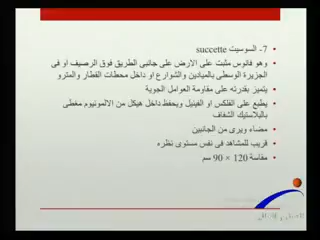 7- السوسيت succette
وهو فانوس مثبت على الارض على جانبى الطريق فوق الرصيف او فى
الجزيرة الوسطى بالميادين والشوارع او داخل محطات القطار والمترو
يتميز بقدرته على مقاومة العوامل الجوية
يطبع على الفلكس او الفينيل ويحفظ داخل هيكل من الالمونيوم مغطى
بالبلاستيك الشفاف
مضاء ويرى من الجانبين
قريب للمشاهد فى نفس مستوى نظره
مقاسة 120 × 90 سم